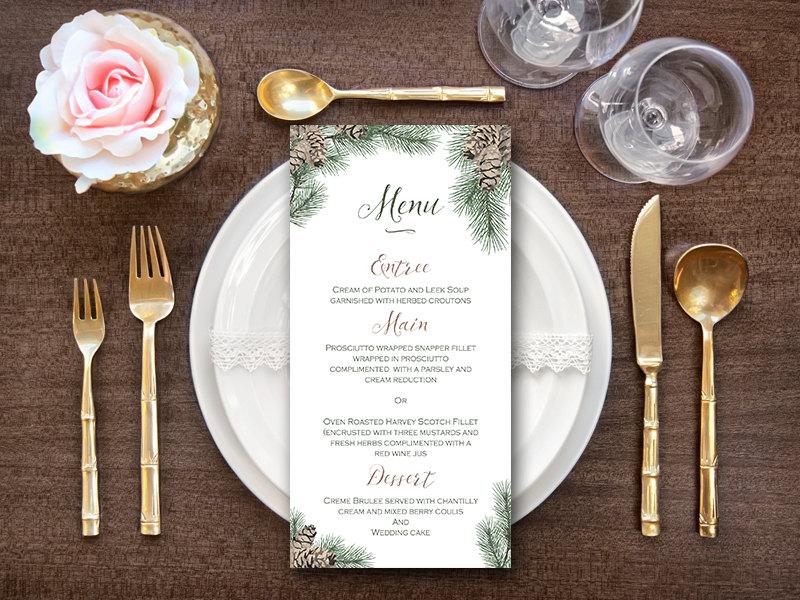 Menu
Entree
Cream of Potato and Leek Soup
garnished with herbed croutons
Main
Prosciutto wrapped snapper fillet
wrapped in prosciutto
complimented with a parsley and
cream reduction
Or
Oven Roasted Harvey Scotch Fillet
(encrusted with three mustards and
fresh herbs complimented with a
red wine jus
Dessert
Creme Brulee served with chantilly
cream and mixed berry coulis
And
Wedding cake